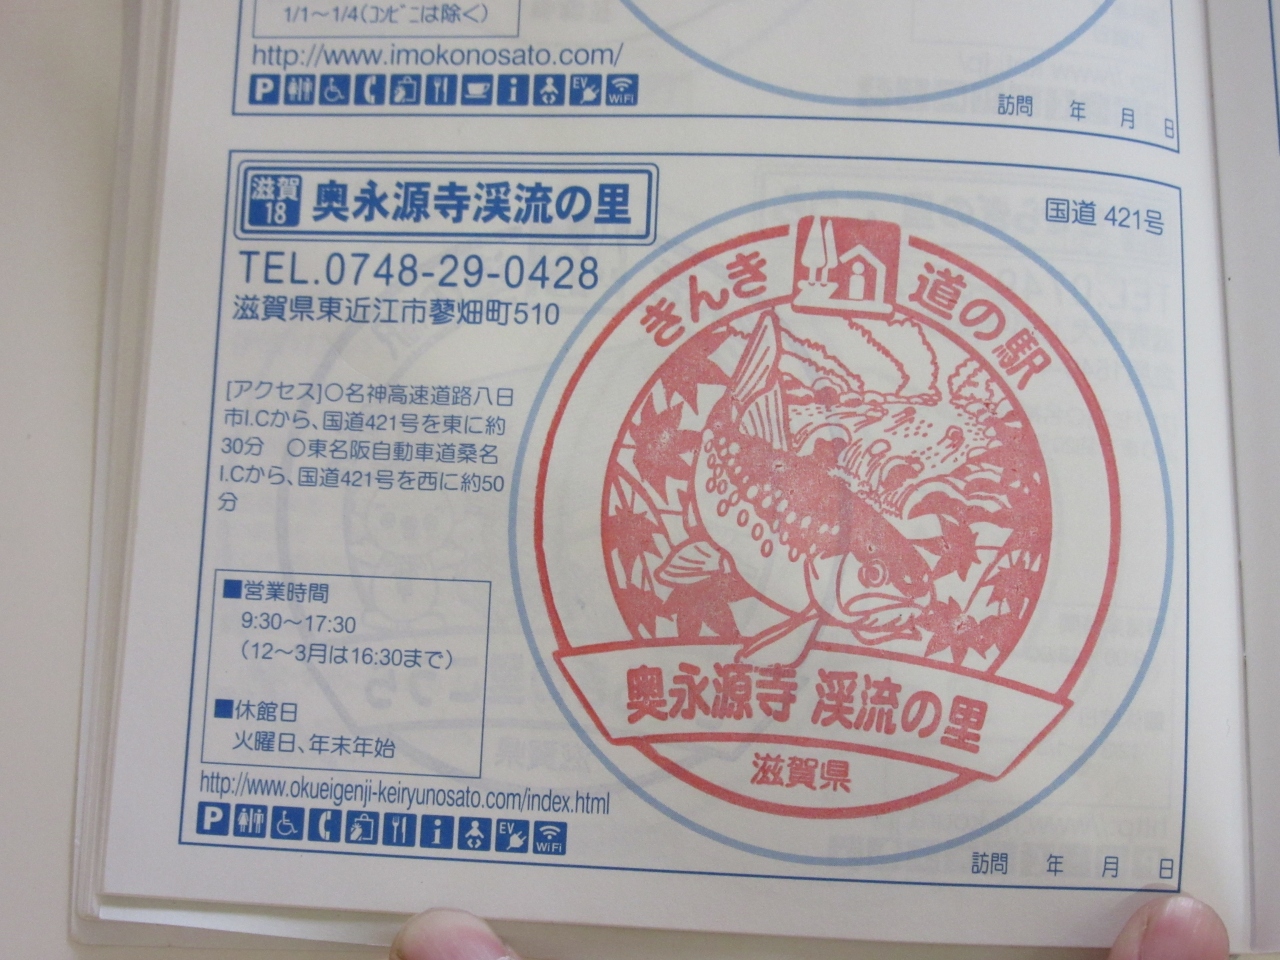 1/1〜1/4(ｺﾝﾋﾞﾆは除く)
http://www.imokonosato.com/
P
EV
WiFi
訪問 年 月 日
滋賀
18
奥永源寺渓流の里
国道 421号
TEL.0748-29-0428
滋賀県東近江市蓼畑町510
[アクセス]○名神高速道路八日
市I.Cから、国道421号を東に約
30分 ○東名阪自動車道桑名
I.Cから、国道421号を西に約50
分
■営業時間
9:30〜17:30
(12〜3月は16:30まで)
■休館日
火曜日、年末年始
http://www.okueigenji-keiryunosato.com/index.html
P
EV
WiFi
きんき 道の駅
奥永源寺 渓流の里
滋賀県
訪問 年 月 日